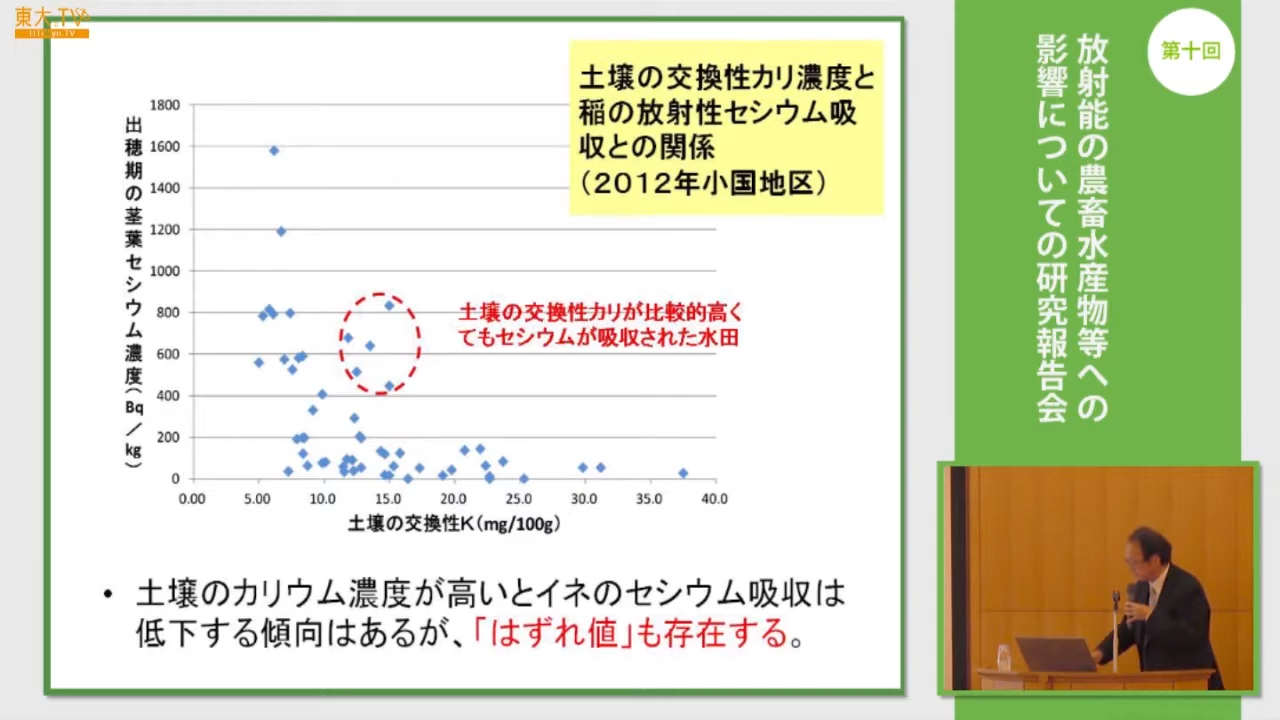 東大TV
UTokyo.TV
土壌の交換性カリ濃度と
稲の放射性セシウム吸
収との関係
(2012年小国地区)
出穂期の茎葉セシウム濃度(Bq/kg)
1800
1600
1400
1200
1000
800
600
400
200
0
0.00 5.00 10.0 15.0 20.0 25.0 30.0 35.0 40.0
土壌の交換性K(mg/100g)
土壌の交換性カリが比較的高く
てもセシウムが吸収された水田
• 土壌のカリウム濃度が高いとイネのセシウム吸収は
低下する傾向はあるが、「はずれ値」も存在する。
第十回
放射能の農畜水産物等への
影響についての研究報告会